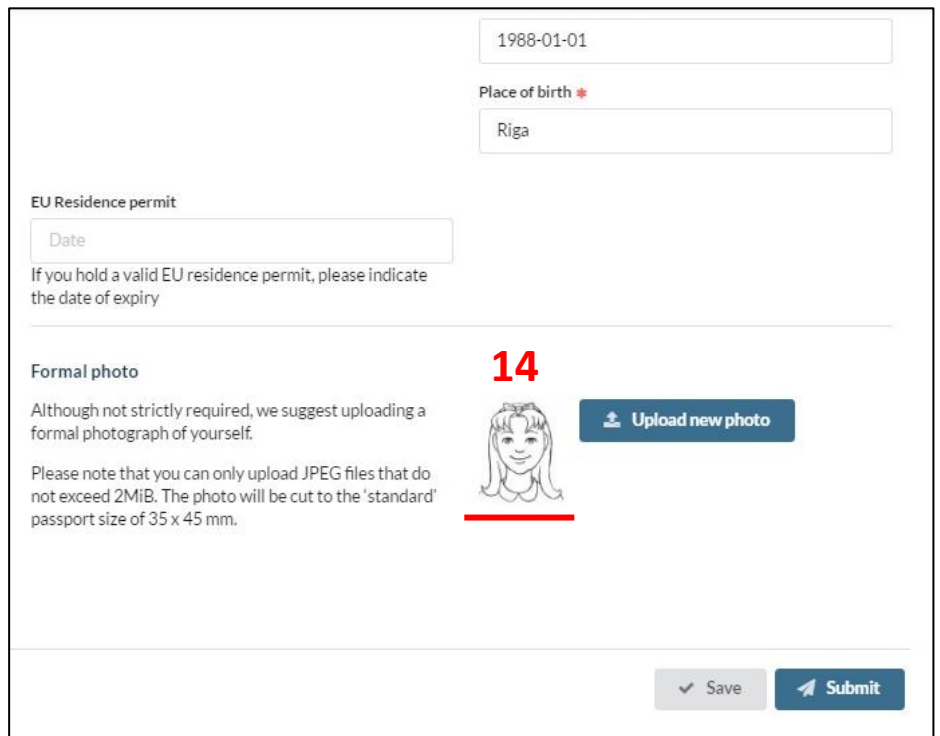 1988-01-01
Place of birth *
Riga
EU Residence permit
Date
If you hold a valid EU residence permit, please indicate
the date of expiry
14
Formal photo
Although not strictly required, we suggest uploading a
formal photograph of yourself.
Upload new photo
Please note that you can only upload JPEG files that do
not exceed 2MiB. The photo will be cut to the 'standard'
passport size of 35 x 45 mm.
Save
Submit